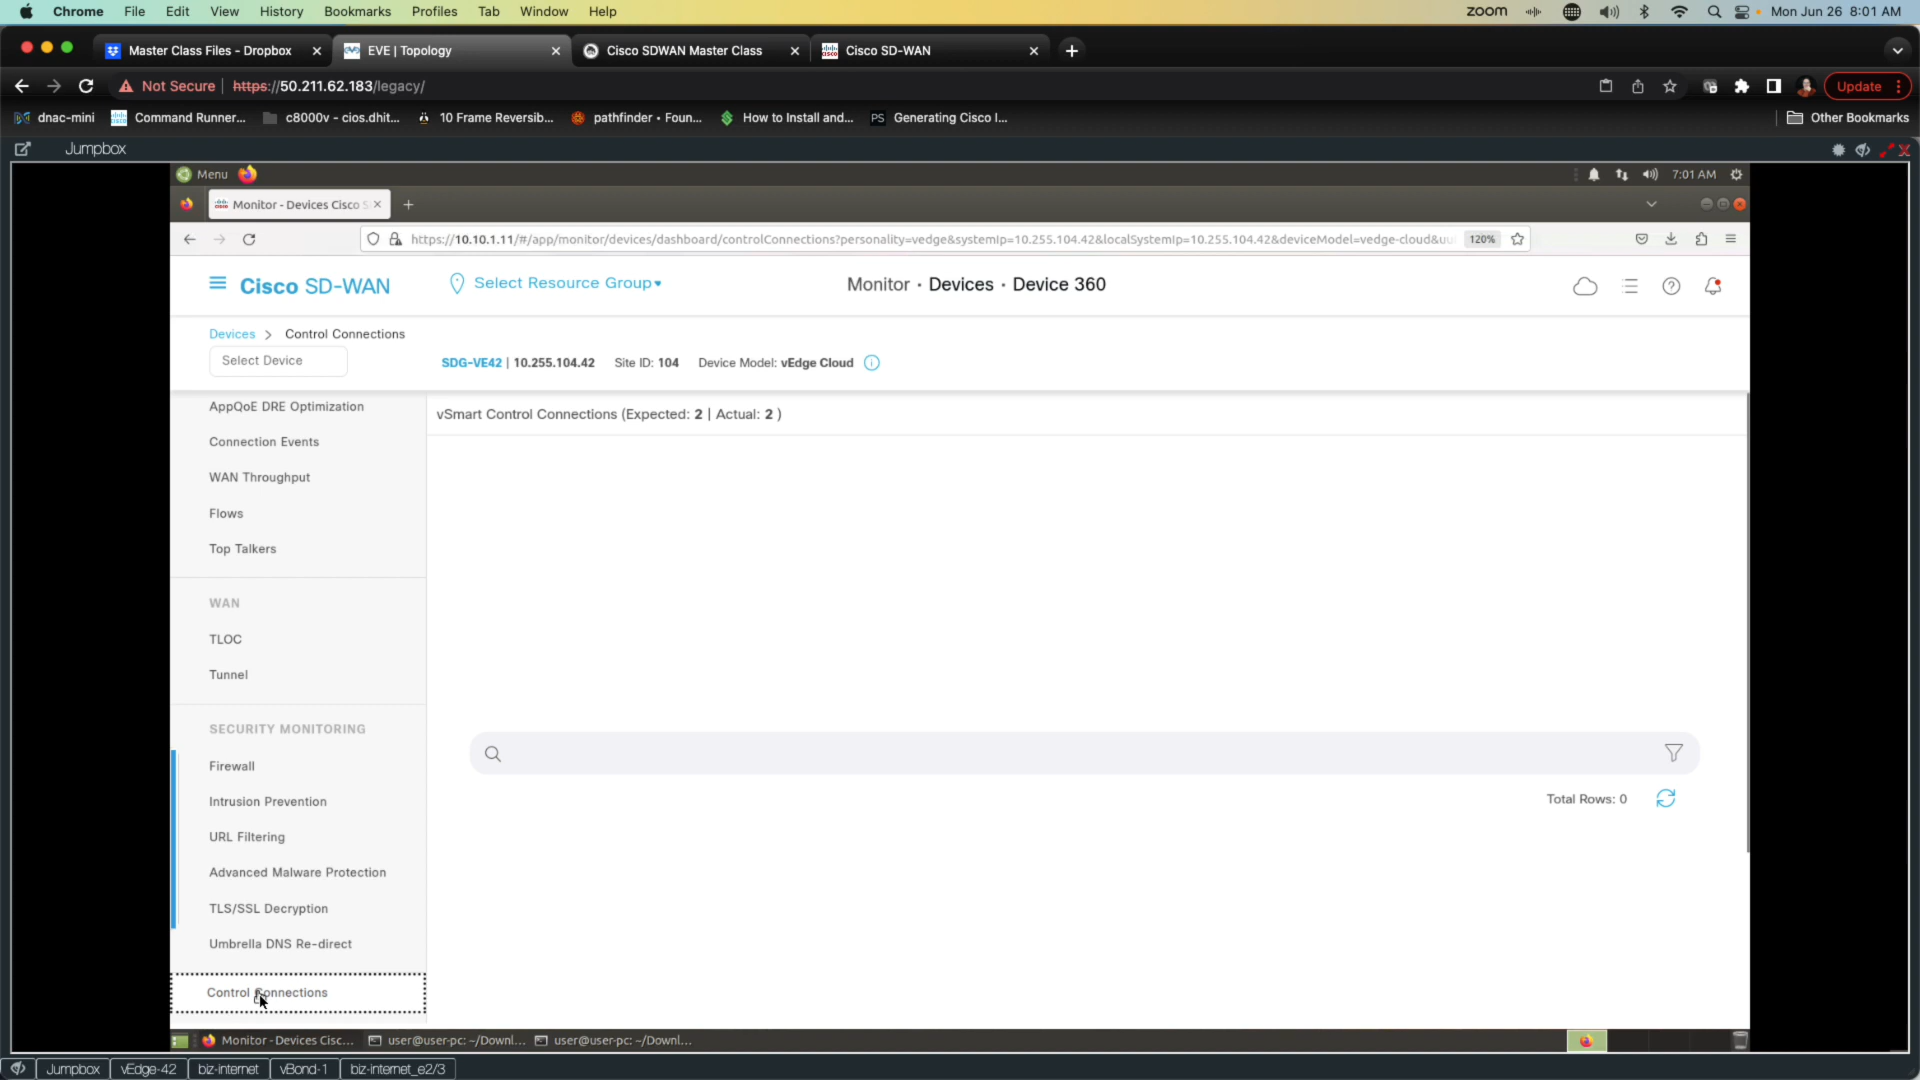 Chrome File Edit View History Bookmarks Profiles Tab Window Help zoom Mon Jun 26 8:01 AM
Master Class Files - Dropbox EVE | Topology Cisco SDWAN Master Class Cisco SD-WAN
Not Secure https://50.211.62.183/legacy/ Update
dnac-mini Command Runner... c8000v - cios.dhit... 10 Frame Reversib... pathfinder • Foun... How to Install and... PS Generating Cisco I... Other Bookmarks
Jumpbox
Menu 7:01 AM
Monitor - Devices Cisco S
https://10.10.1.11/#/app/monitor/devices/dashboard/controlConnections?personality=vedge&systemIp=10.255.104.42&localSystemIp=10.255.104.42&deviceModel=vedge-cloud&uu 120%
Cisco SD-WAN Select Resource Group Monitor · Devices · Device 360
Devices > Control Connections
Select Device SDG-VE42 | 10.255.104.42 Site ID: 104 Device Model: vEdge Cloud
AppQoE DRE Optimization
vSmart Control Connections (Expected: 2 | Actual: 2 )
Connection Events
WAN Throughput
Flows
Top Talkers
WAN
TLOC
Tunnel
SECURITY MONITORING
Firewall
Intrusion Prevention
Total Rows: 0
URL Filtering
Advanced Malware Protection
TLS/SSL Decryption
Umbrella DNS Re-direct
Control Connections
Monitor - Devices Cisc... user@user-pc: ~/Downl... user@user-pc: ~/Downl...
Jumpbox vEdge-42 biz-internet vBond-1 biz-internet_e2/3